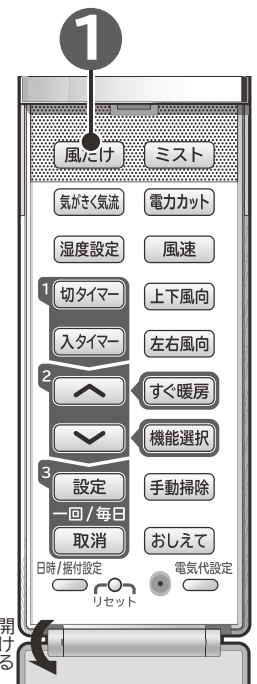 1
風だけ ミスト
気がきく気流 電力カット
湿度設定 風速
1 切タイマー 上下風向
入タイマー 左右風向
2 すぐ暖房
機能選択
3 設定 手動掃除
一回/毎日
取消 おしえて
日時/据付設定 電気代設定
リセット
開ける